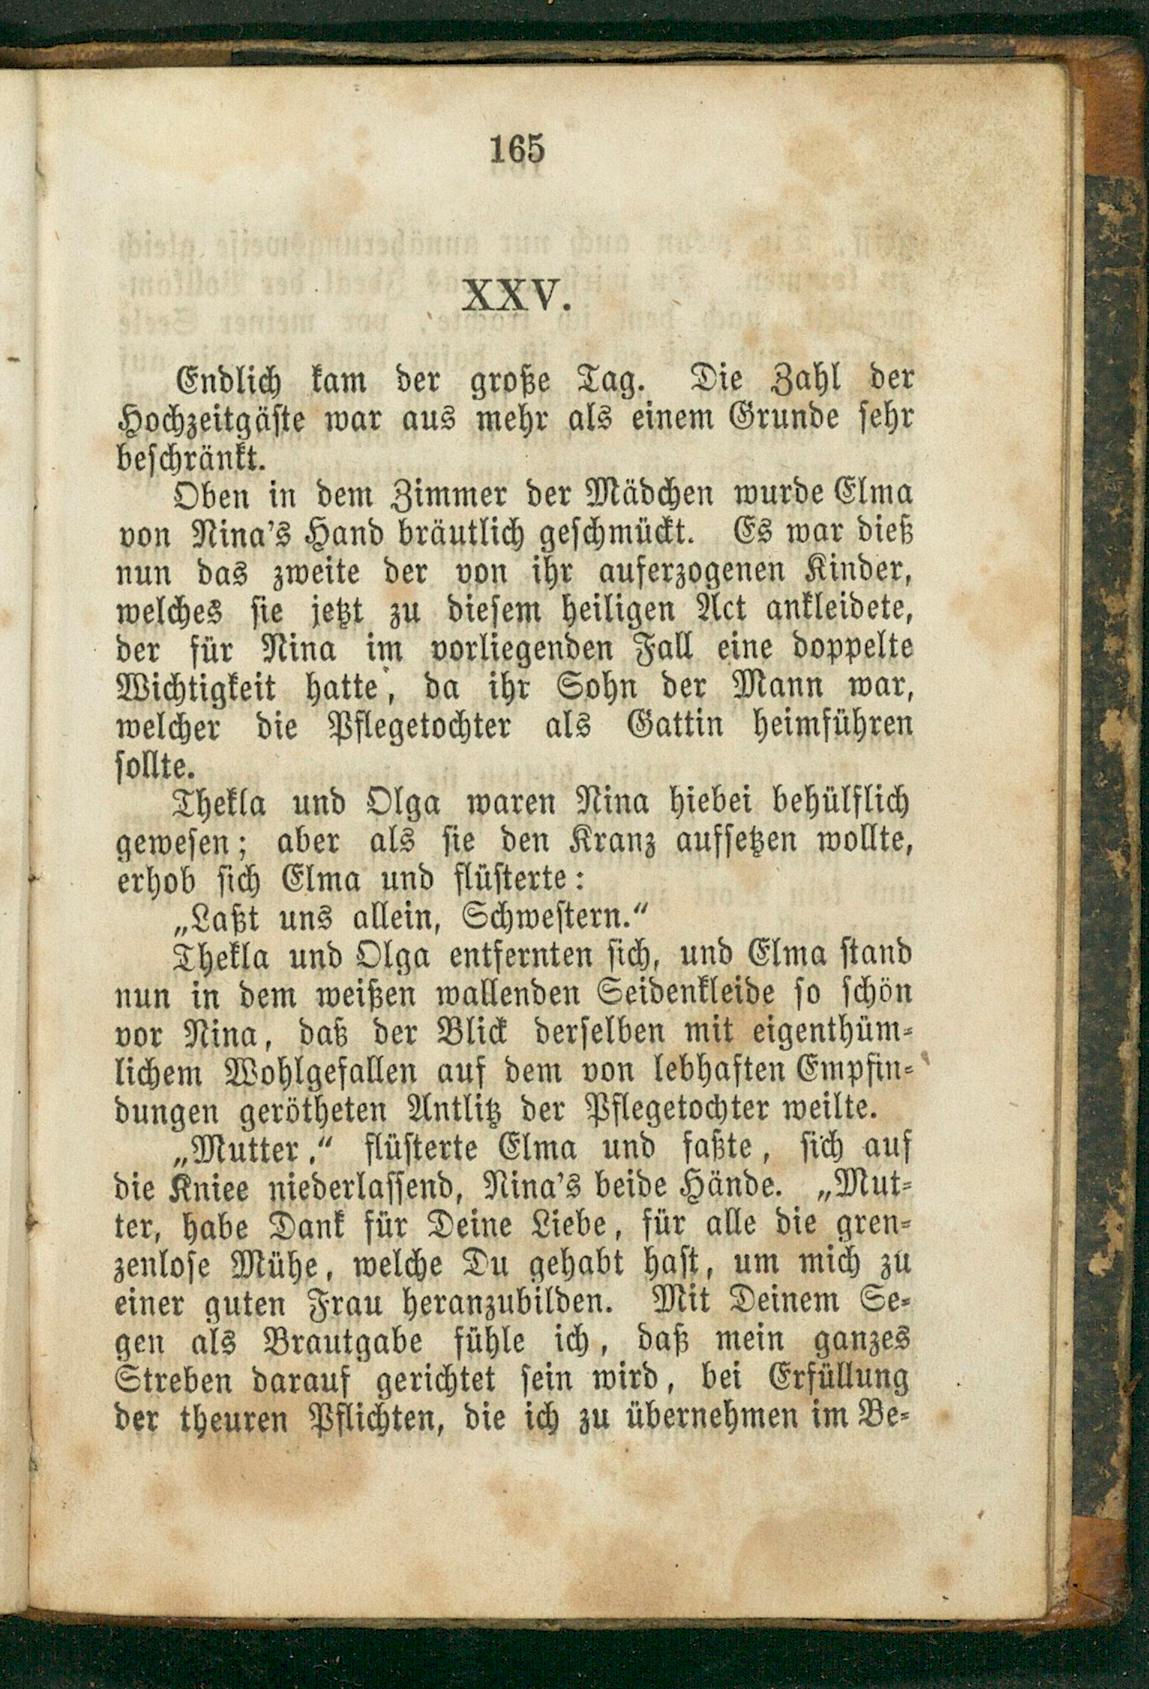 165
XXV.
Endlich kam der große Tag. Die Zahl der
Hochzeitgäste war aus mehr als einem Grunde sehr
beschränkt.
Oben in dem Zimmer der Mädchen wurde Elma
von Nina's Hand bräutlich geschmückt. Es war dieß
nun das zweite der von ihr auferzogenen Kinder,
welches sie jetzt zu diesem heiligen Act ankleidete,
der für Nina im vorliegenden Fall eine doppelte
Wichtigkeit hatte, da ihr Sohn der Mann war,
welcher die Pflegetochter als Gattin heimführen
sollte.
Thekla und Olga waren Nina hiebei behülflich
gewesen; aber als sie den Kranz aufsetzen wollte,
erhob sich Elma und flüsterte:
„Laßt uns allein, Schwestern.“
Thekla und Olga entfernten sich, und Elma stand
nun in dem weißen wallenden Seidenkleide so schön
vor Nina, daß der Blick derselben mit eigenthüm-
lichem Wohlgefallen auf dem von lebhaften Empfin-
dungen gerötheten Antlitz der Pflegetochter weilte.
„Mutter,“ flüsterte Elma und faßte, sich auf
die Kniee niederlassend, Nina's beide Hände. „Mut-
ter, habe Dank für Deine Liebe, für alle die gren-
zenlose Mühe, welche Du gehabt hast, um mich zu
einer guten Frau heranzubilden. Mit Deinem Se-
gen als Brautgabe fühle ich, daß mein ganzes
Streben darauf gerichtet sein wird, bei Erfüllung
der theuren Pflichten, die ich zu übernehmen im Be-